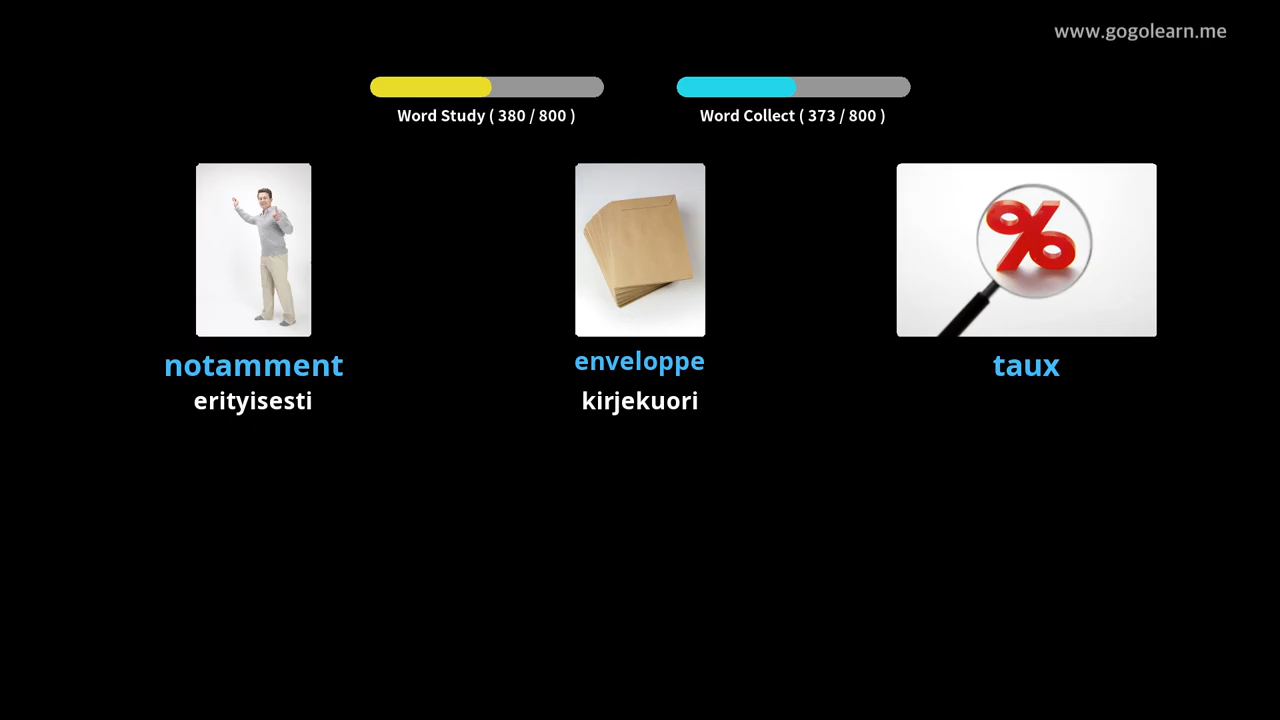 www.gogolearn.me
Word Study ( 380 / 800 )
Word Collect ( 373 / 800 )
notamment
erityisesti
enveloppe
kirjekuori
%
taux